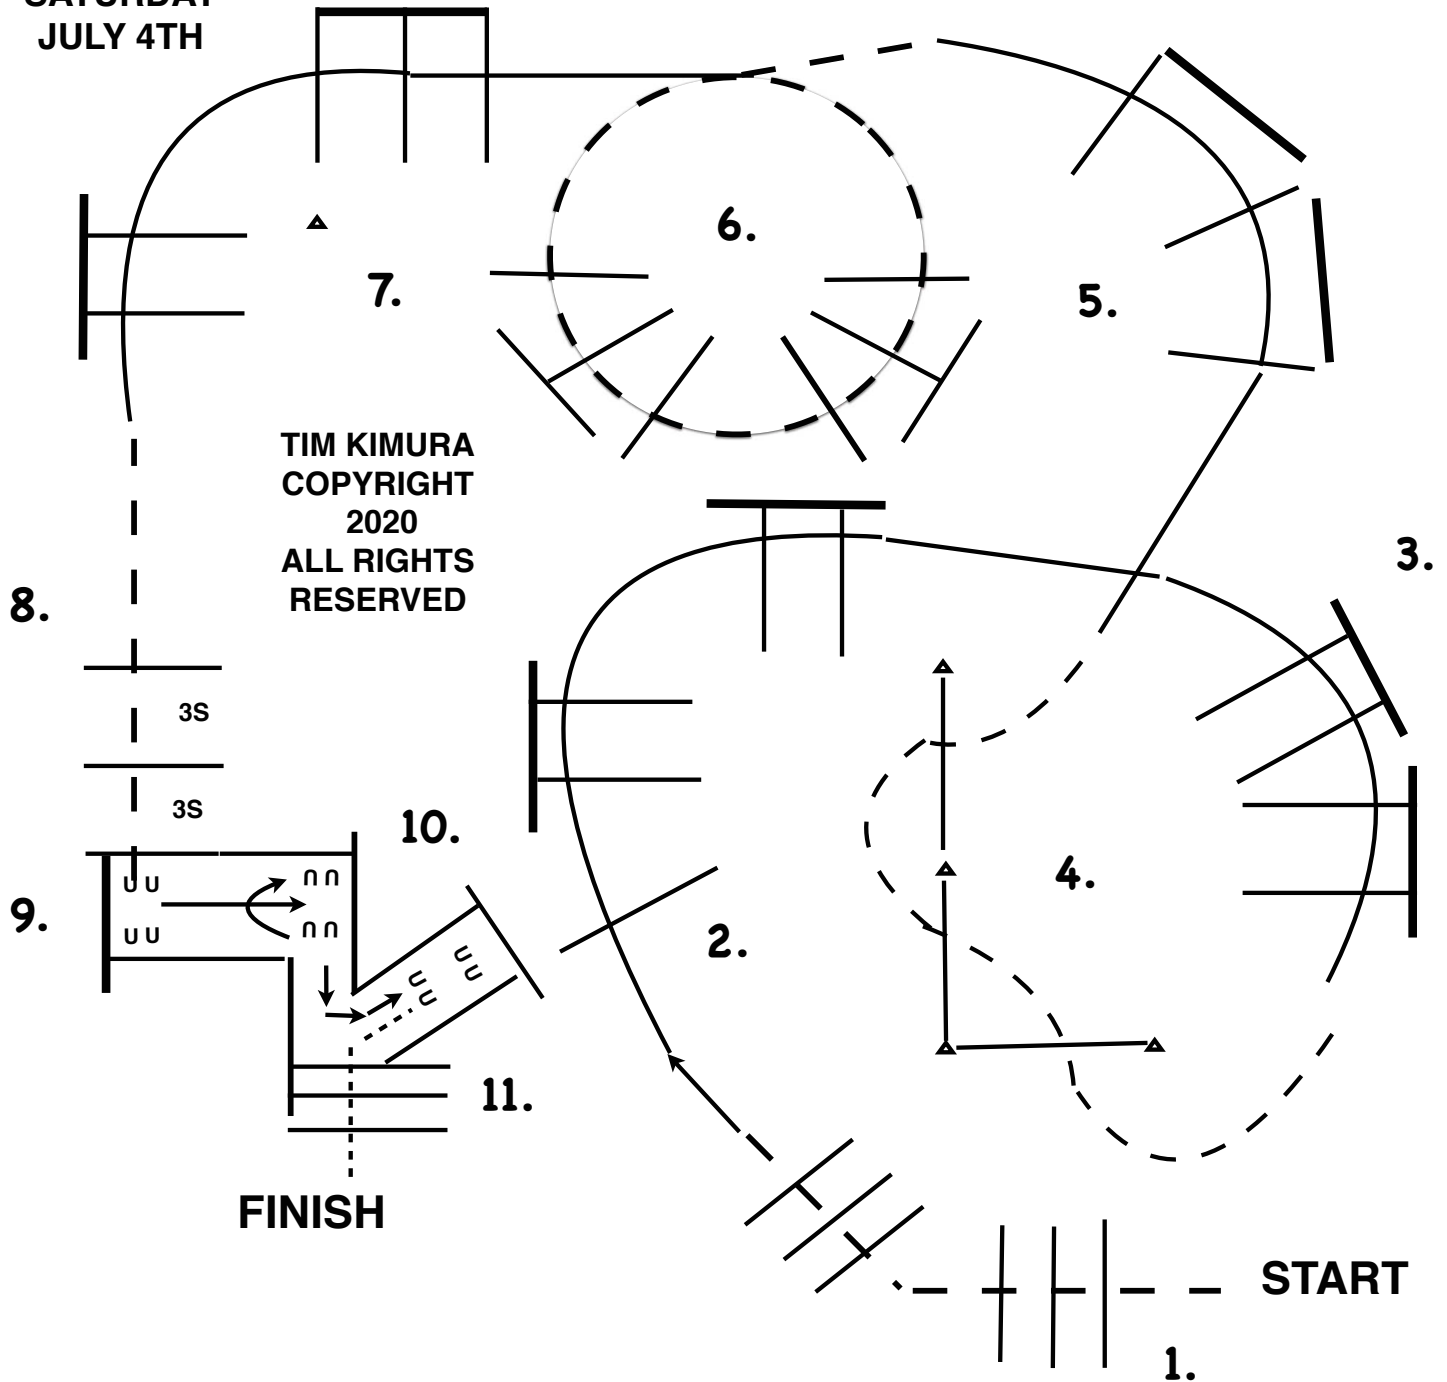 SATURDAY
JULY 4TH
6.
7.
5.
TIM KIMURA
COPYRIGHT
2020
ALL RIGHTS
RESERVED
3.
8.
3S
3S
10.
4.
9.
U U
U U
2.
11.
FINISH
START
1.